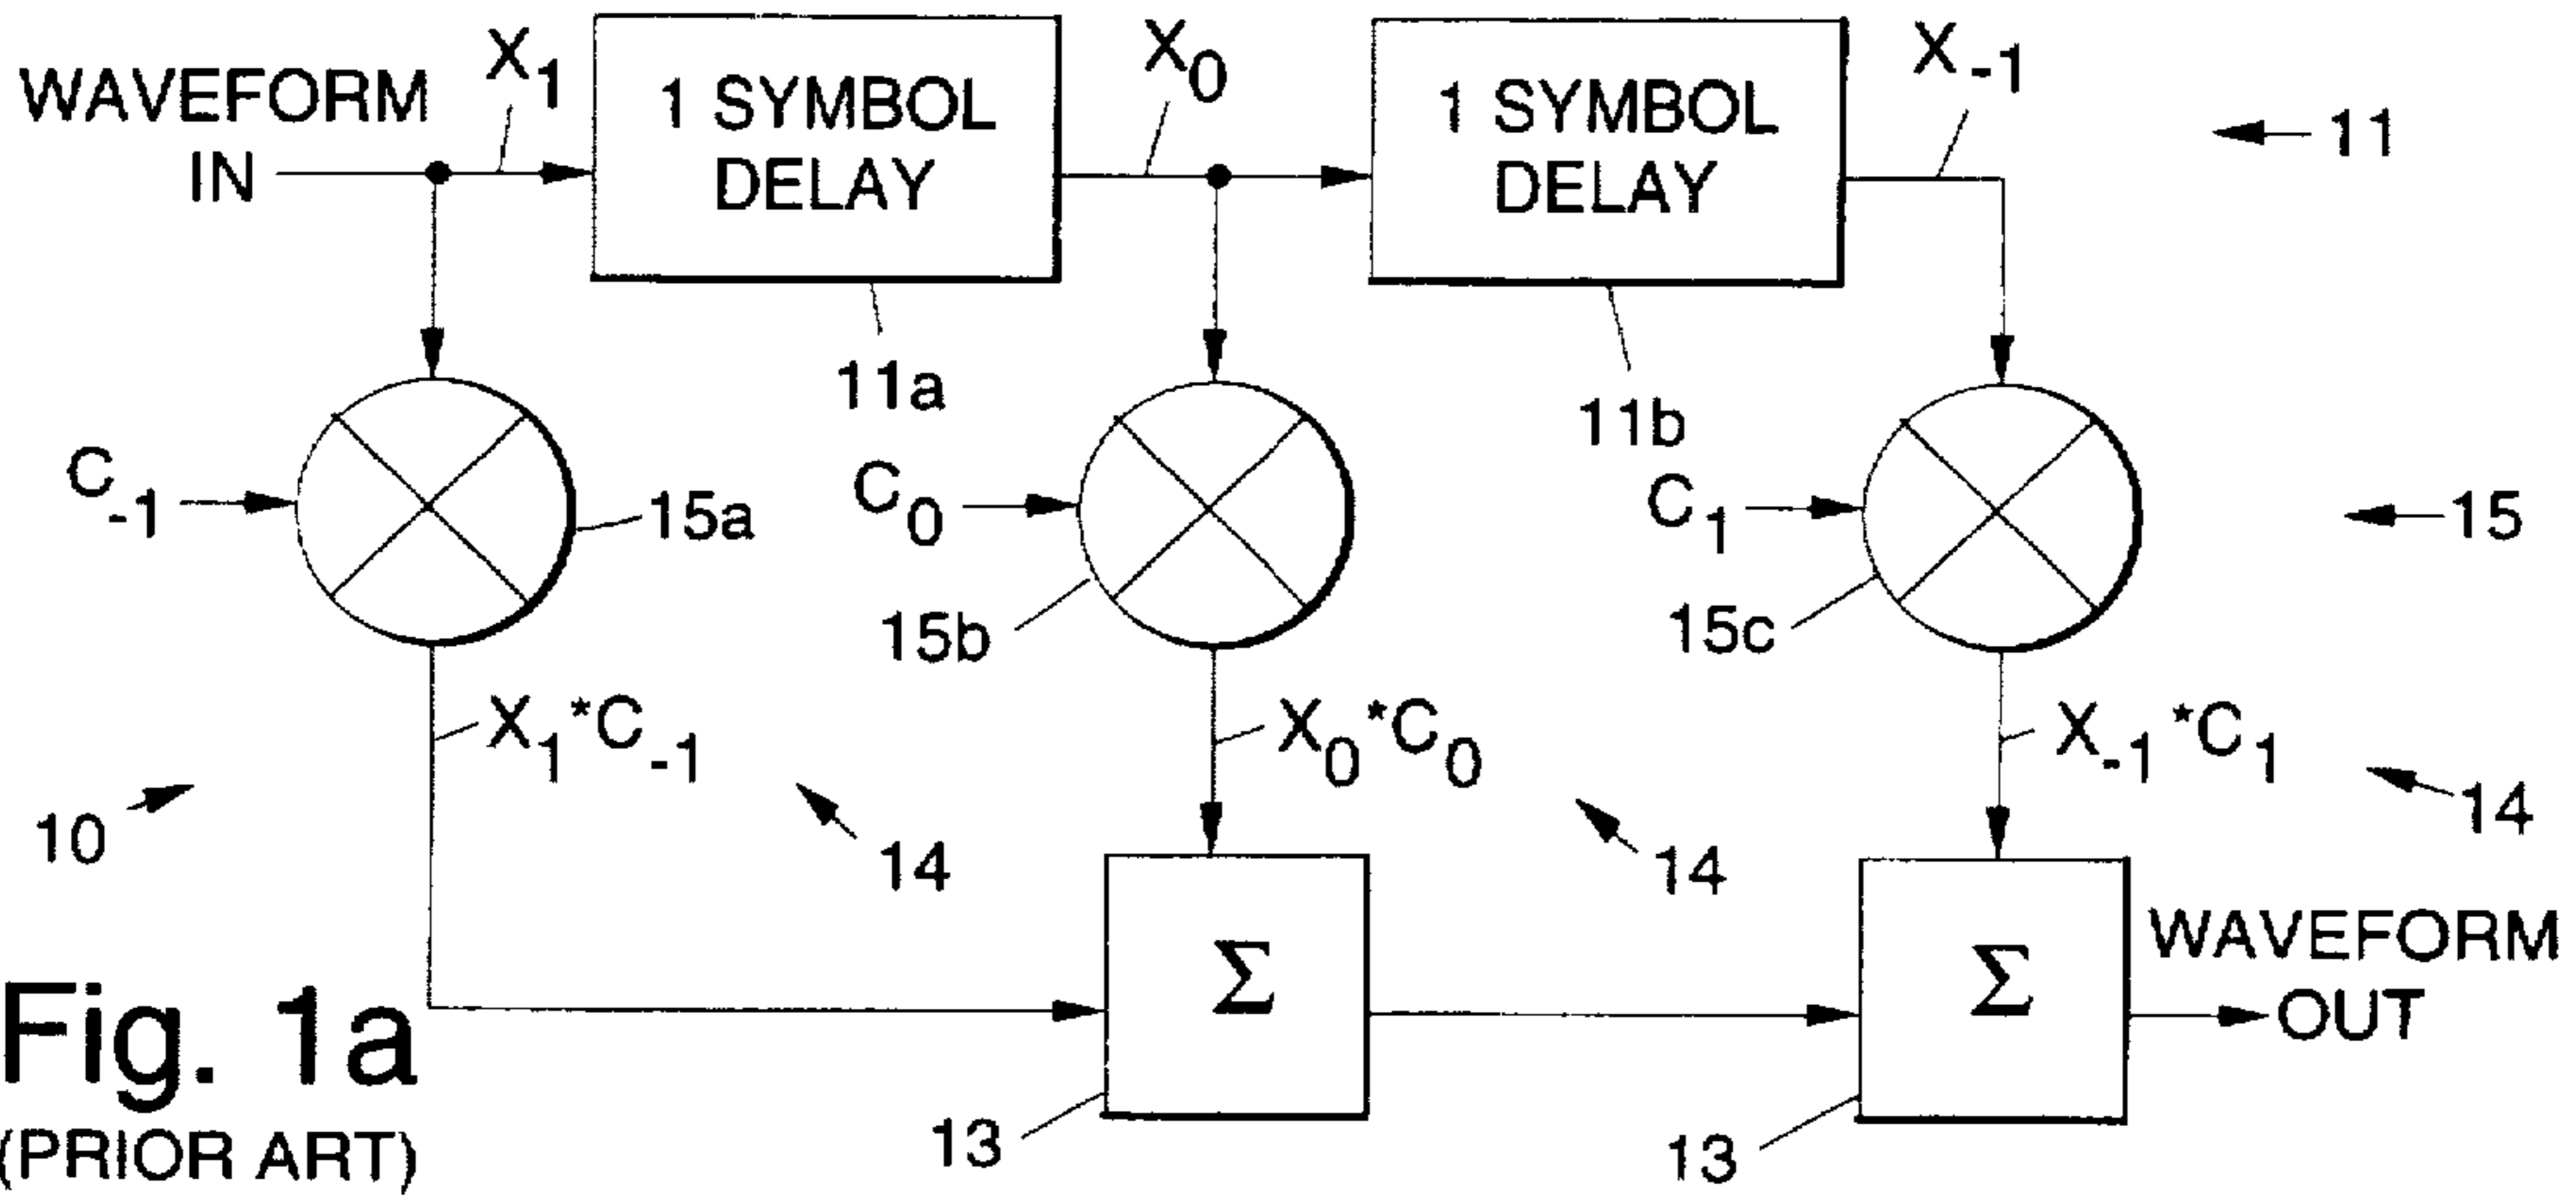 WAVEFORM
IN
X1
1 SYMBOL
DELAY
X0
1 SYMBOL
DELAY
X-1
11
11a
11b
C-1
15a
C0
15b
C1
15c
15
X1*C-1
X0*C0
X-1*C1
10
14
14
14
Σ
Σ
WAVEFORM
OUT
13
13
Fig. 1a
(PRIOR ART)